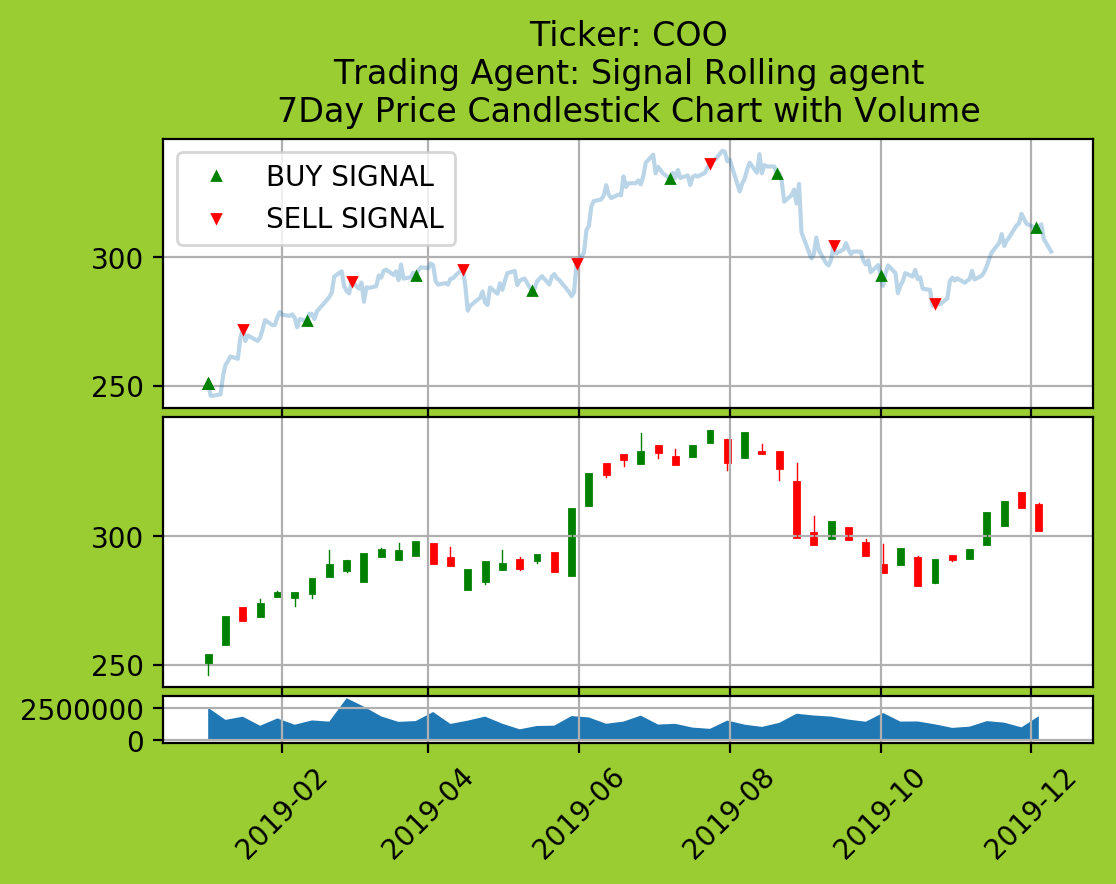 Ticker: COO
Trading Agent: Signal Rolling agent
7Day Price Candlestick Chart with Volume
BUY SIGNAL
SELL SIGNAL
300
250
300
250
2500000
0
2019-02
2019-04
2019-06
2019-08
2019-10
2019-12